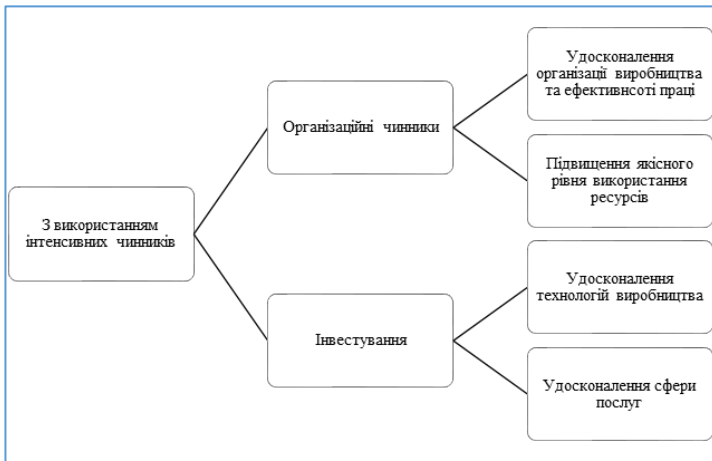 З використанням
інтенсивних чинників
Організаційні чинники
Удосконалення
організації виробництва
та ефективнсоті праці
Підвищення якісного
рівня використання
ресурсів
Інвестування
Удосконалення
технологій виробництва
Удосконалення сфери
послуг